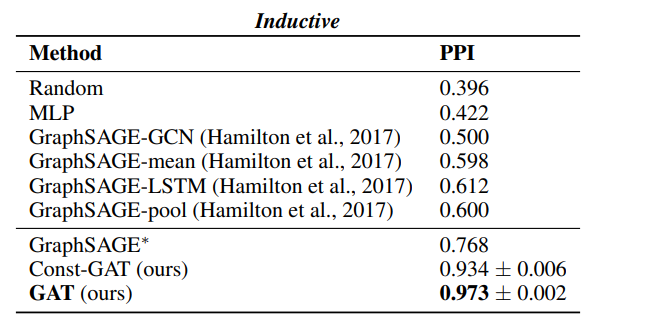 Inductive
Method PPI
Random 0.396
MLP 0.422
GraphSAGE-GCN (Hamilton et al., 2017) 0.500
GraphSAGE-mean (Hamilton et al., 2017) 0.598
GraphSAGE-LSTM (Hamilton et al., 2017) 0.612
GraphSAGE-pool (Hamilton et al., 2017) 0.600
GraphSAGE* 0.768
Const-GAT (ours) 0.934 ± 0.006
GAT (ours) 0.973 ± 0.002